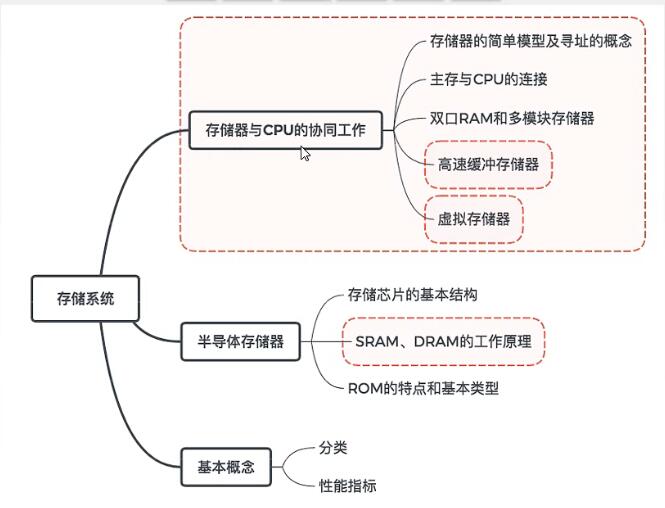 存储器的简单模型及寻址的概念
主存与CPU的连接
存储器与CPU的协同工作
双口RAM和多模块存储器
高速缓冲存储器
虚拟存储器
存储系统
存储芯片的基本结构
半导体存储器
SRAM、DRAM的工作原理
ROM的特点和基本类型
分类
基本概念
性能指标